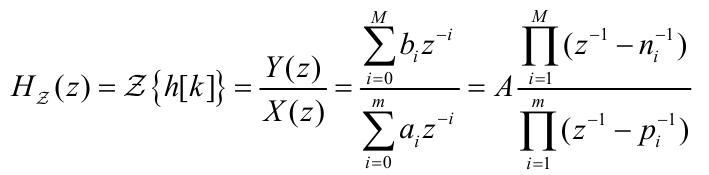 H_𝒵(z) = 𝒵{h[k]} = Y(z)/X(z) = (∑_{i=0}^{M} b_i z^{-i})/(∑_{i=0}^{m} a_i z^{-i}) = A (∏_{i=1}^{M} (z^{-1} − n_i^{-1}))/(∏_{i=1}^{m} (z^{-1} − p_i^{-1}))